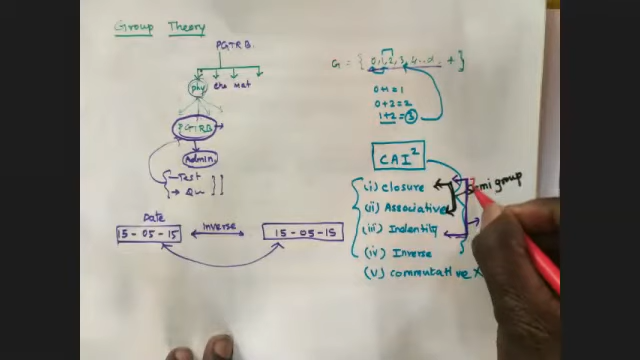 Group Theory
PGTRB.
phy che mat
PGTRB
Admin.
Test
Qu
Date
15-05-15 Inverse 15-05-15
G = { 0,1,2,3,4...α, + }
0+1=1
0+2=2
1+2=3
CAI²
(i) closure
Semi group
(ii) Associative
(iii) Indentity
(iv) Inverse
(v) commutative X